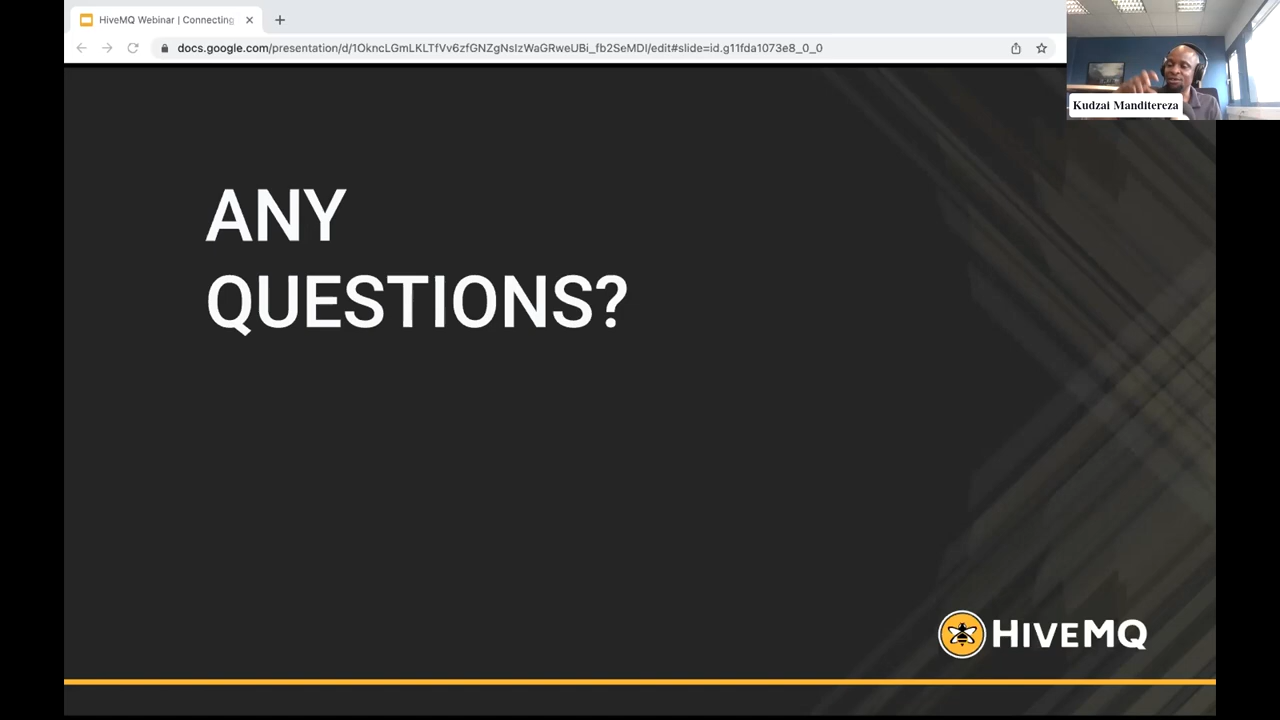 HiveMQ Webinar | Connecting
docs.google.com/presentation/d/1OkncLGmLKLTfVv6zfGNZgNsIzWaGRweUBi_fb2SeMDI/edit#slide=id.g11fda1073e8_0_0
Kudzai Manditereza
ANY
QUESTIONS?
HIVEMQ